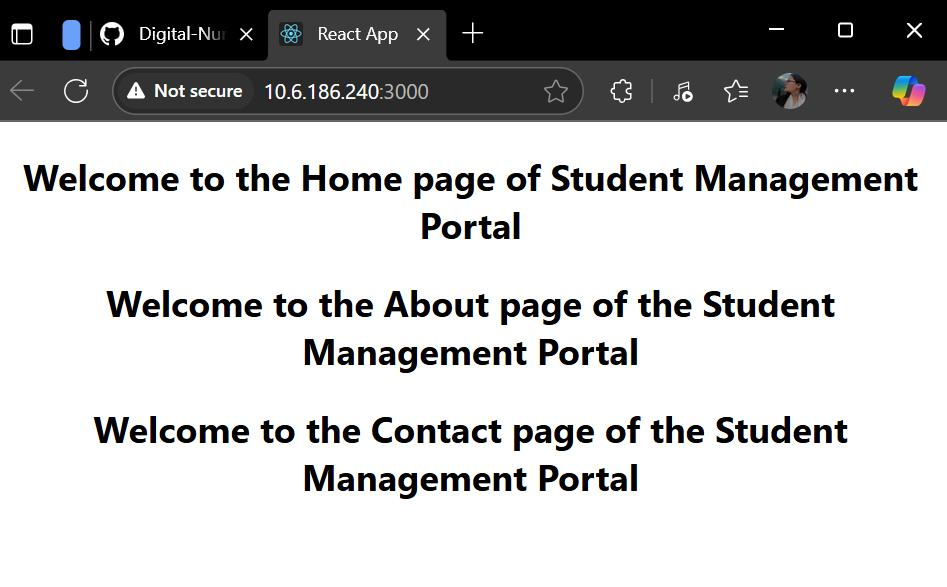 Digital-Nu
React App
Not secure
10.6.186.240:3000
Welcome to the Home page of Student Management
Portal
Welcome to the About page of the Student
Management Portal
Welcome to the Contact page of the Student
Management Portal